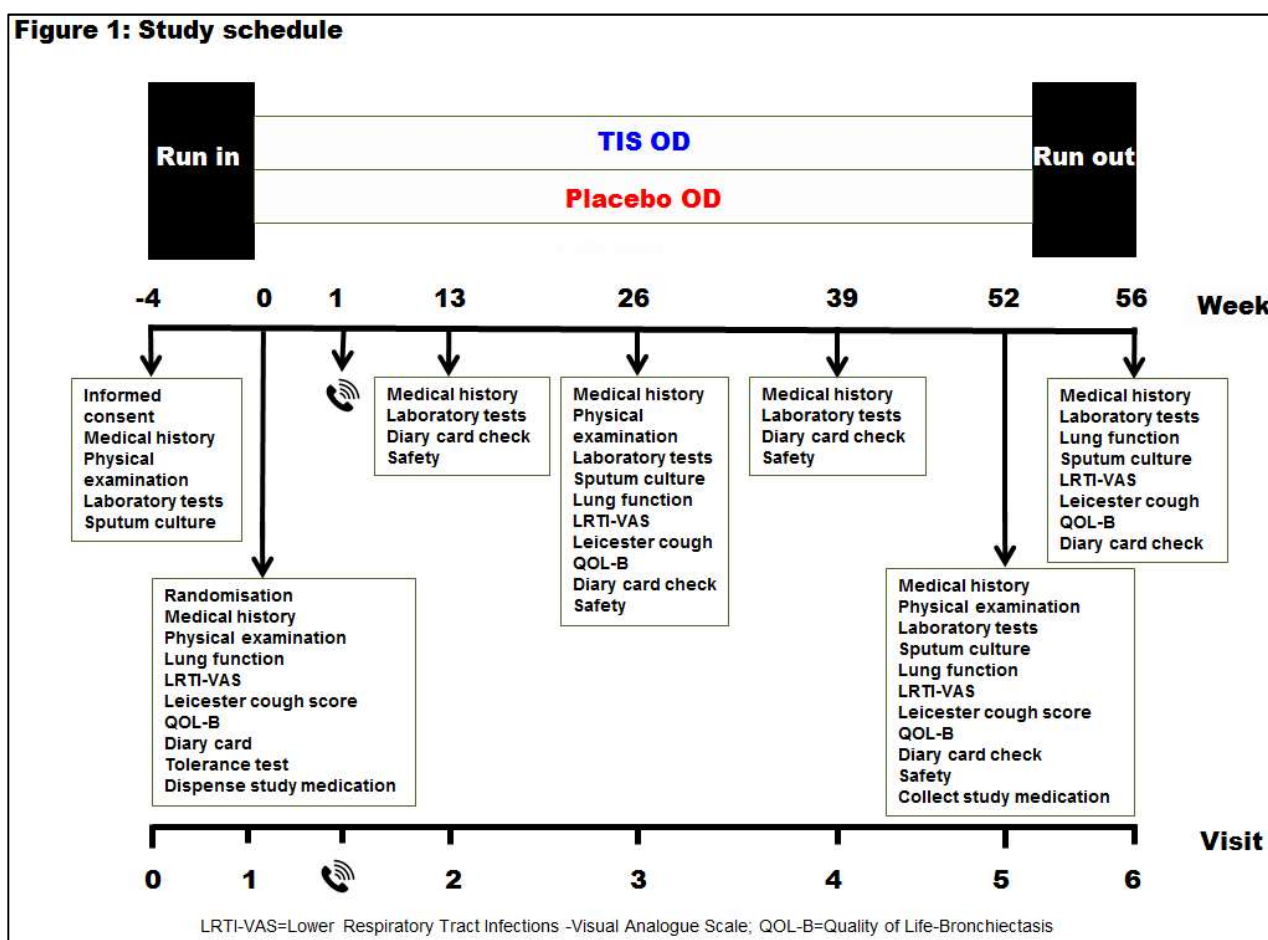 Figure 1: Study schedule
Run in
TIS OD
Placebo OD
Run out
-4 0 1 13 26 39 52 56 Week
Informed
consent
Medical history
Physical
examination
Laboratory tests
Sputum culture
Randomisation
Medical history
Physical examination
Lung function
LRTI-VAS
Leicester cough score
QOL-B
Diary card
Tolerance test
Dispense study medication
Medical history
Laboratory tests
Diary card check
Safety
Medical history
Physical
examination
Laboratory tests
Sputum culture
Lung function
LRTI-VAS
Leicester cough
QOL-B
Diary card check
Safety
Medical history
Laboratory tests
Diary card check
Safety
Medical history
Physical examination
Laboratory tests
Sputum culture
Lung function
LRTI-VAS
Leicester cough score
QOL-B
Diary card check
Safety
Collect study medication
Medical history
Laboratory tests
Lung function
Sputum culture
LRTI-VAS
Leicester cough
QOL-B
Diary card check
Visit
0 1 2 3 4 5 6
LRTI-VAS=Lower Respiratory Tract Infections -Visual Analogue Scale; QOL-B=Quality of Life-Bronchiectasis